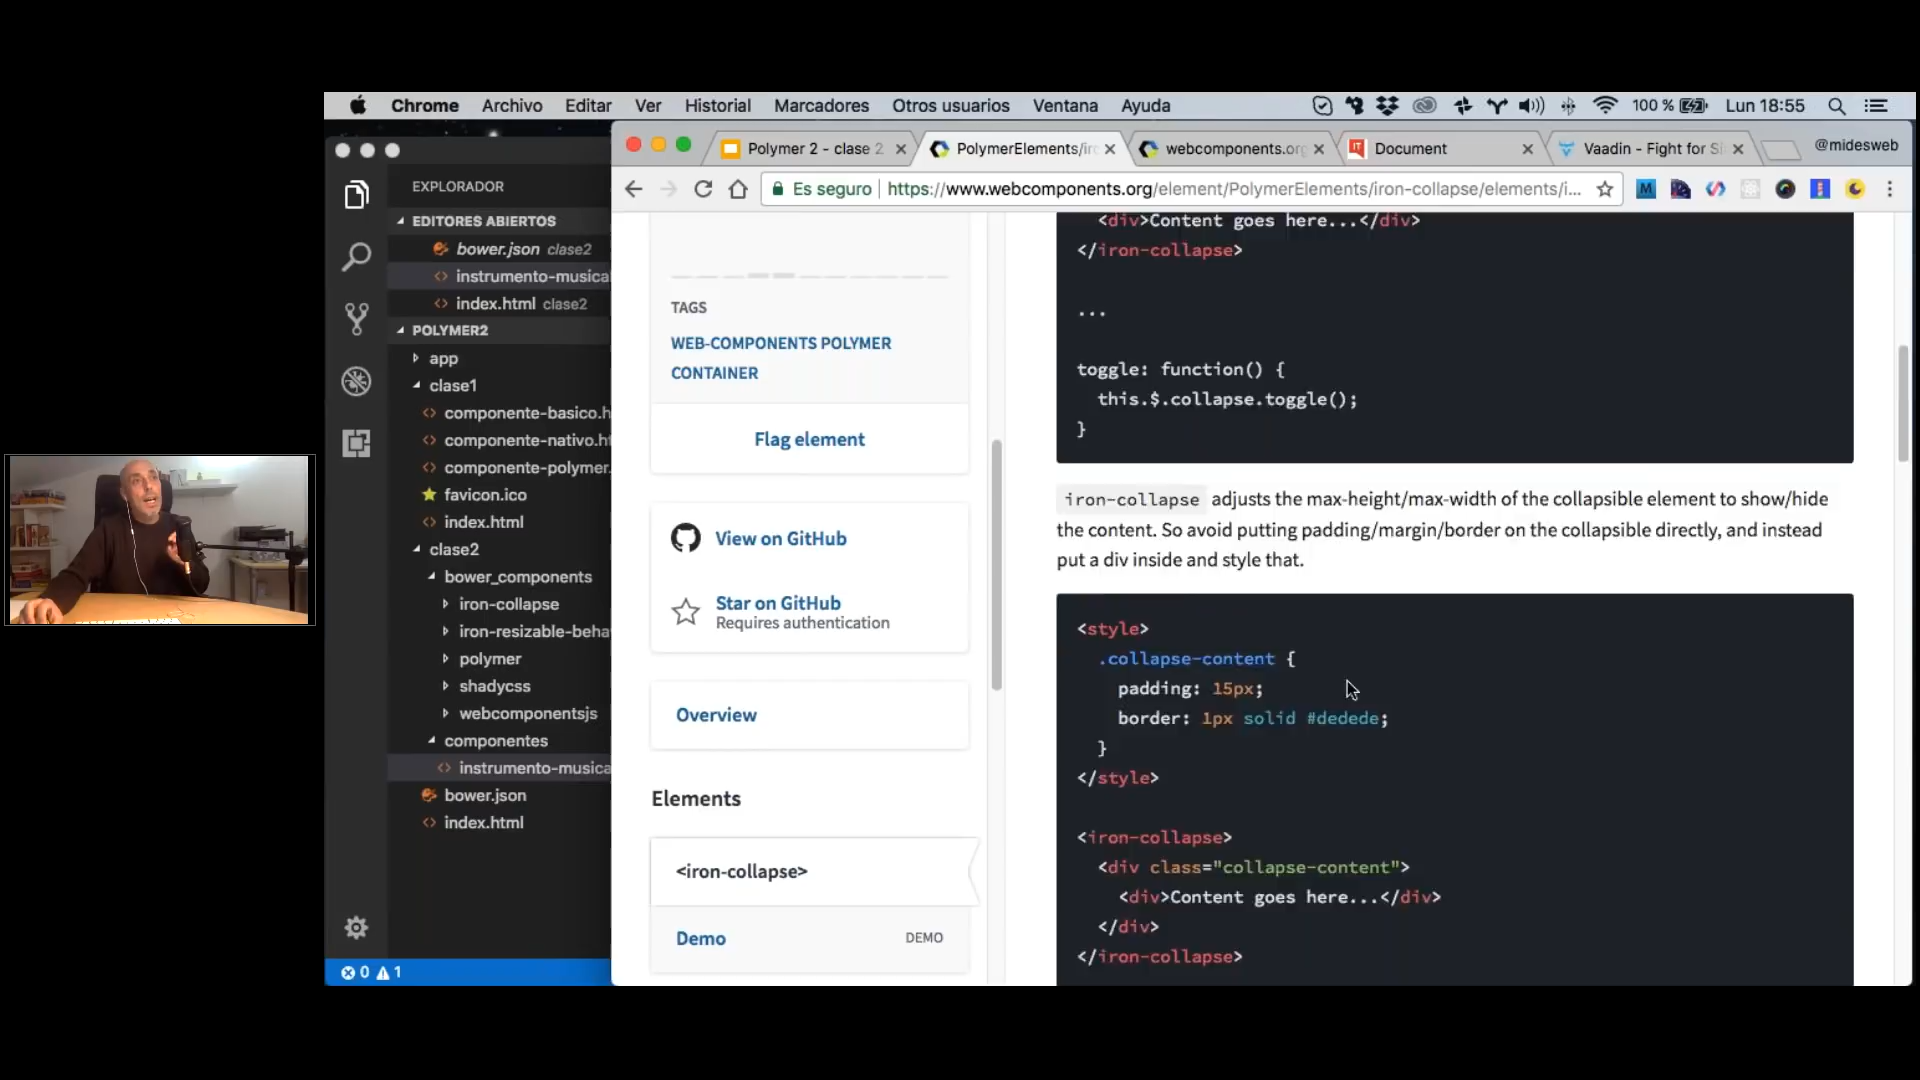 Chrome Archivo Editar Ver Historial Marcadores Otros usuarios Ventana Ayuda 100 % Lun 18:55
Polymer 2 - clase 2
PolymerElements/ir
webcomponents.org
Document
Vaadin - Fight for Si
@midesweb
Es seguro https://www.webcomponents.org/element/PolymerElements/iron-collapse/elements/i...
EXPLORADOR
EDITORES ABIERTOS
bower.json clase2
instrumento-musica
index.html clase2
POLYMER2
app
clase1
componente-basico.h
componente-nativo.ht
componente-polymer.
favicon.ico
index.html
clase2
bower_components
iron-collapse
iron-resizable-beha
polymer
shadycss
webcomponentsjs
componentes
instrumento-musica
bower.json
index.html
0 1
TAGS
WEB-COMPONENTS POLYMER
CONTAINER
Flag element
View on GitHub
Star on GitHub
Requires authentication
Overview
Elements
<iron-collapse>
Demo DEMO
<div>Content goes here...</div>
</iron-collapse>
...
toggle: function() {
this.$.collapse.toggle();
}
iron-collapse adjusts the max-height/max-width of the collapsible element to show/hide
the content. So avoid putting padding/margin/border on the collapsible directly, and instead
put a div inside and style that.
<style>
.collapse-content {
padding: 15px;
border: 1px solid #dedede;
}
</style>
<iron-collapse>
<div class="collapse-content">
<div>Content goes here...</div>
</div>
</iron-collapse>